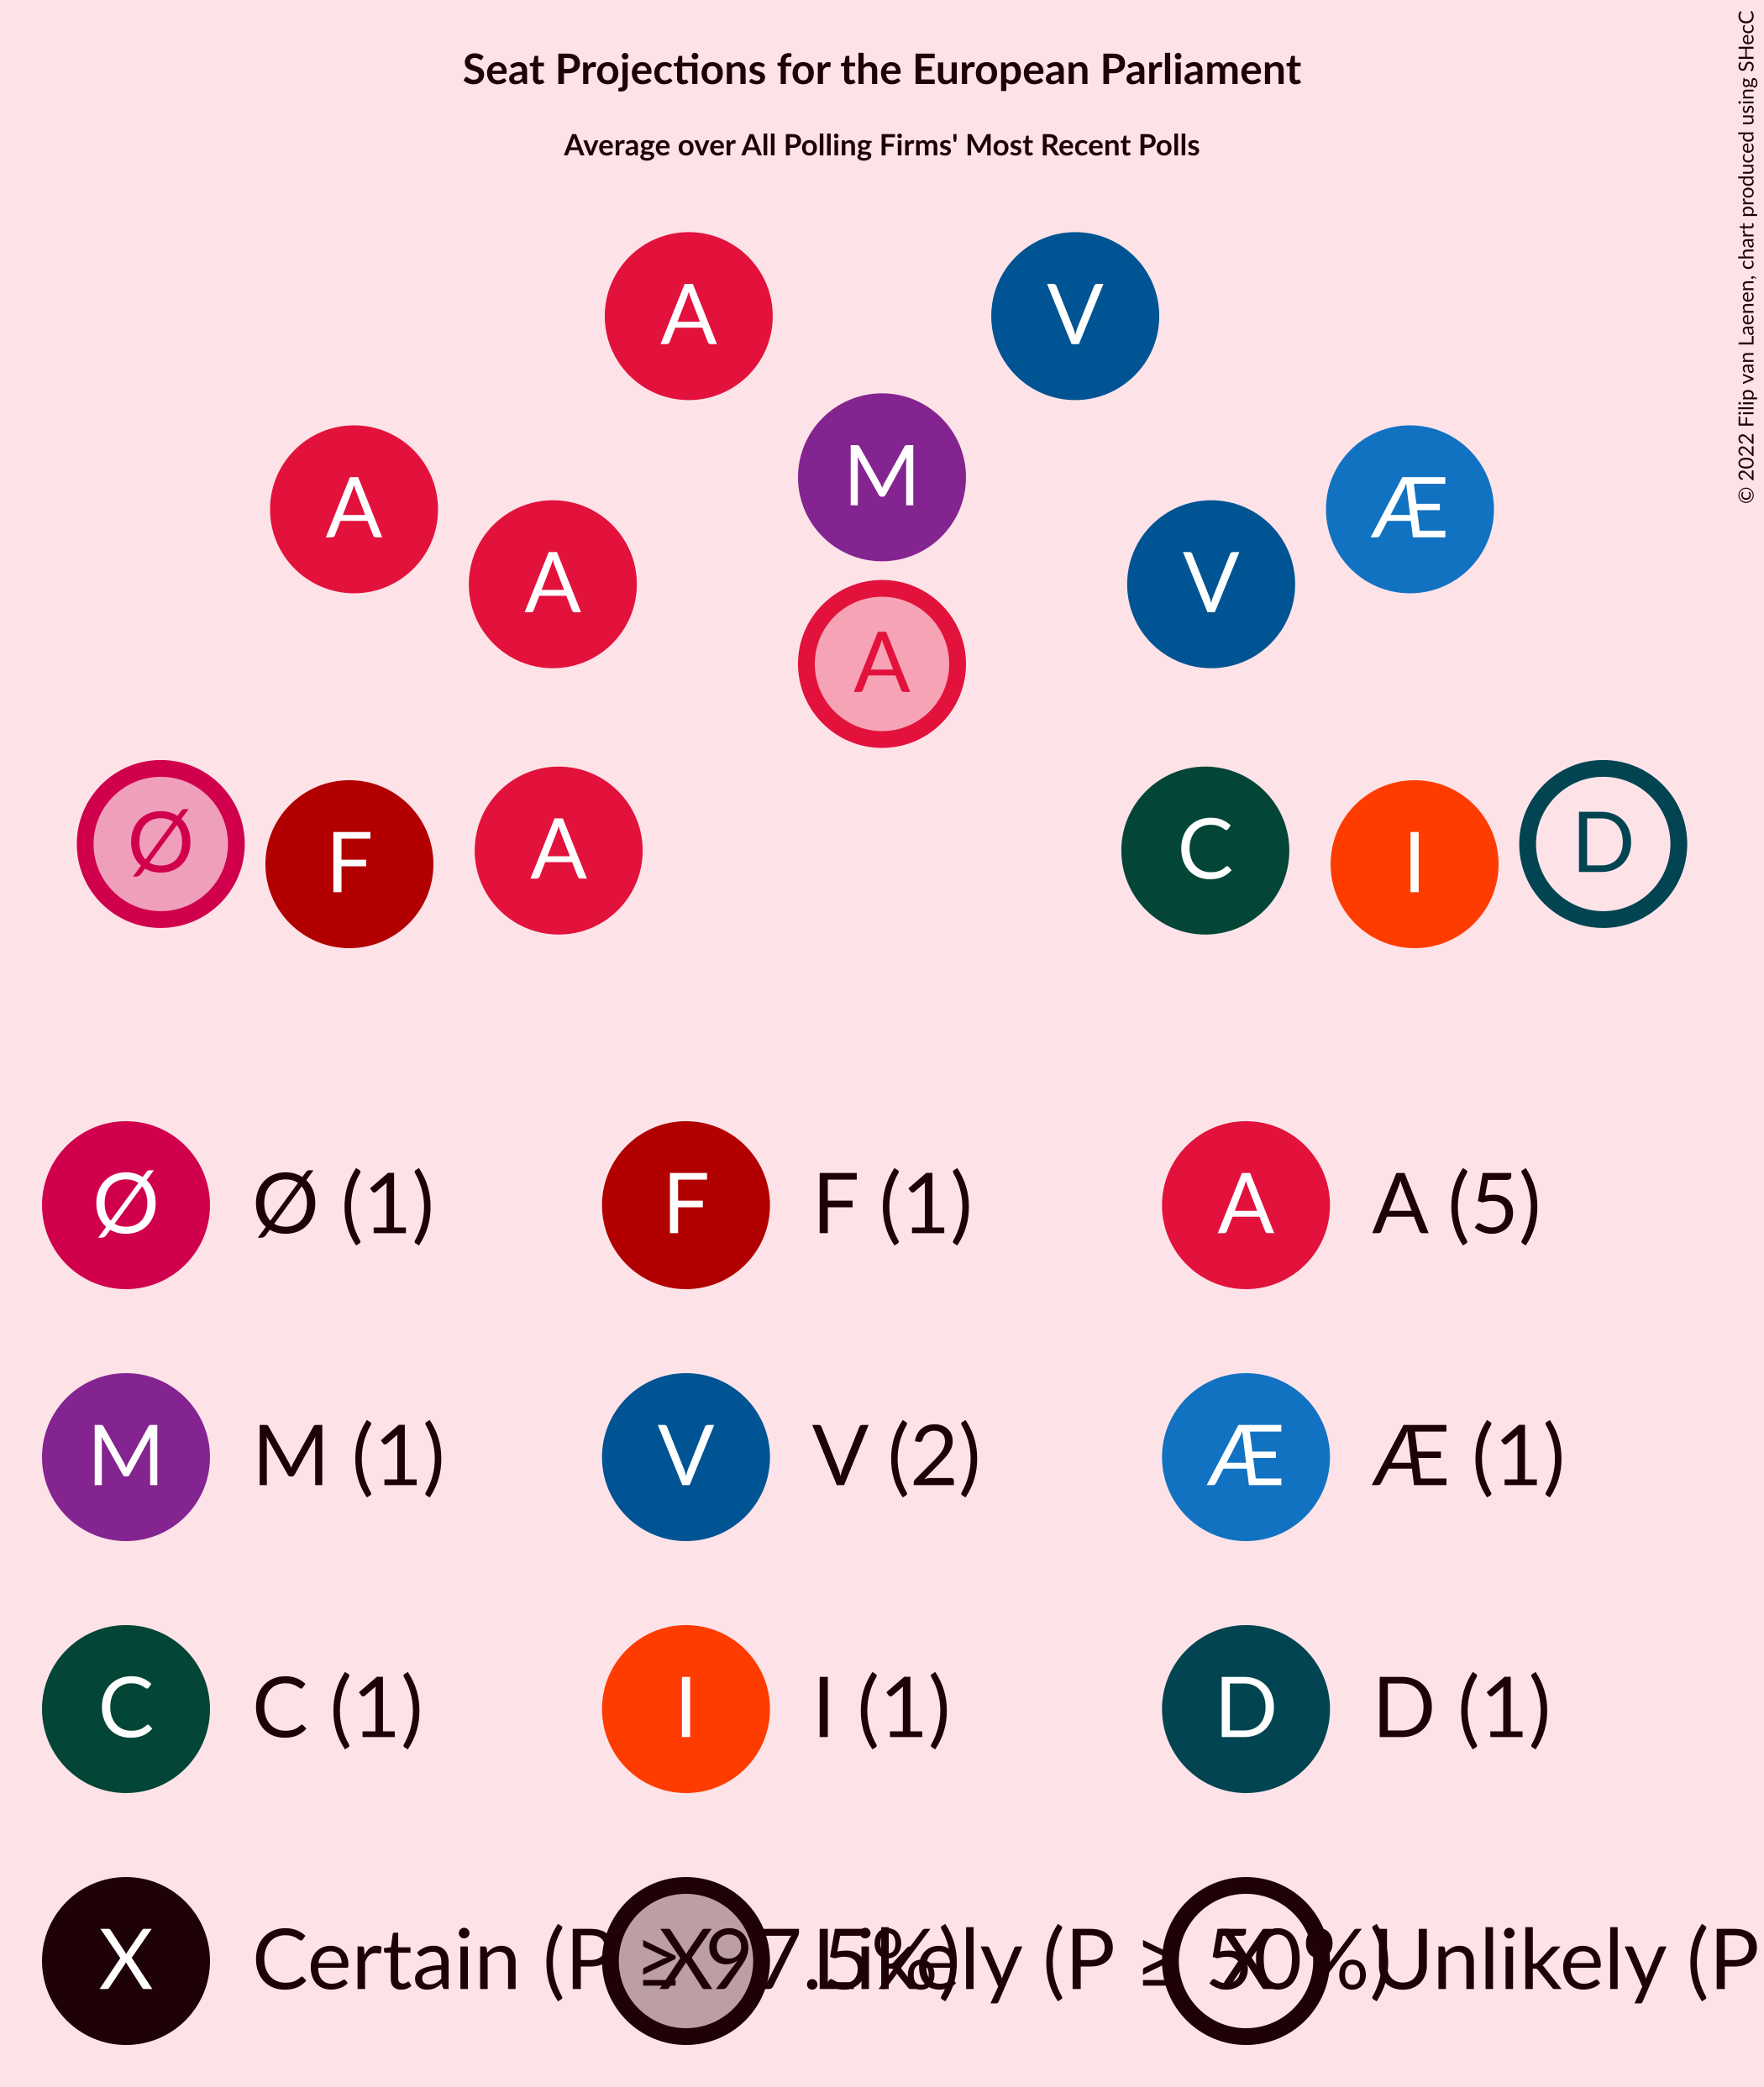 Seat Projections for the European Parliament
Average over All Polling Firms' Most Recent Polls
© 2022 Filip van Laenen, chart produced using SHecC
A V
M
A Æ
A V
A
Ø D
A C
F I
Ø Ø (1) F F (1) A A (5)
M M (1) V V (2) Æ Æ (1)
C C (1) I I (1) D D (1)
X Certain (P ≥ 97.5%) X Likely (P ≥ 50%) X Unlikely (P